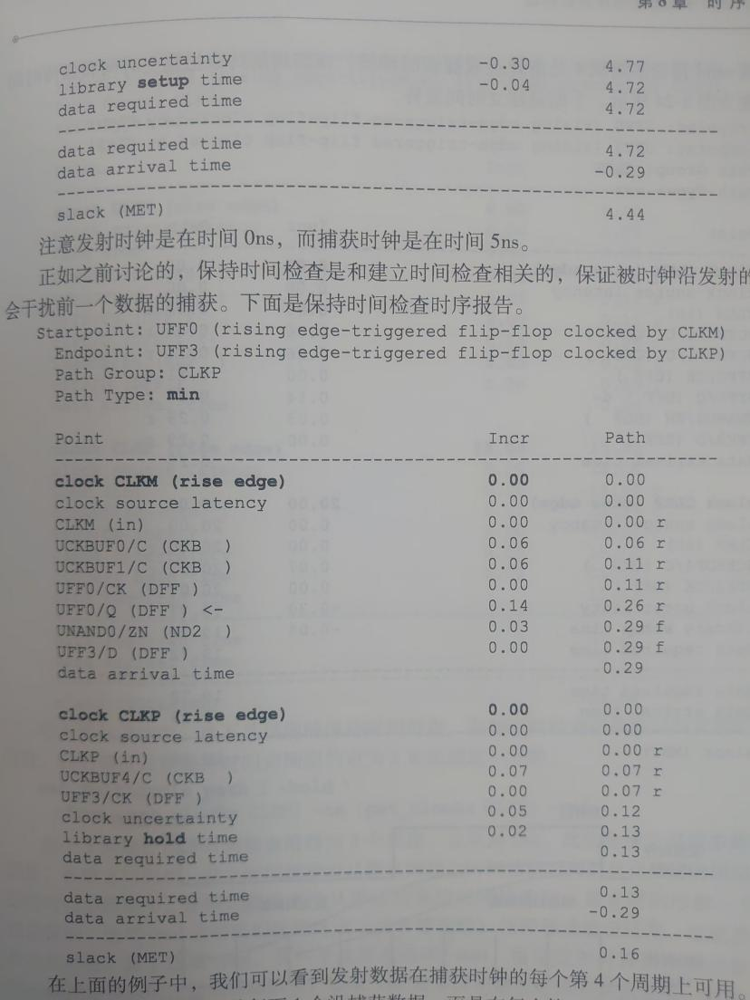 第8章 时序
clock uncertainty -0.30 4.77
library setup time -0.04 4.72
data required time 4.72
data required time 4.72
data arrival time -0.29
slack (MET) 4.44
注意发射时钟是在时间 0ns，而捕获时钟是在时间 5ns。
正如之前讨论的，保持时间检查是和建立时间检查相关的，保证被时钟沿发射的
会干扰前一个数据的捕获。下面是保持时间检查时序报告。
Startpoint: UFF0 (rising edge-triggered flip-flop clocked by CLKM)
Endpoint: UFF3 (rising edge-triggered flip-flop clocked by CLKP)
Path Group: CLKP
Path Type: min
Point Incr Path
clock CLKM (rise edge) 0.00 0.00
clock source latency 0.00 0.00
CLKM (in) 0.00 0.00 r
UCKBUF0/C (CKB ) 0.06 0.06 r
UCKBUF1/C (CKB ) 0.06 0.11 r
UFF0/CK (DFF ) 0.00 0.11 r
UFF0/Q (DFF ) <- 0.14 0.26 r
UNAND0/ZN (ND2 ) 0.03 0.29 f
UFF3/D (DFF ) 0.00 0.29 f
data arrival time 0.29
clock CLKP (rise edge) 0.00 0.00
clock source latency 0.00 0.00
CLKP (in) 0.00 0.00 r
UCKBUF4/C (CKB ) 0.07 0.07 r
UFF3/CK (DFF ) 0.00 0.07 r
clock uncertainty 0.05 0.12
library hold time 0.02 0.13
data required time 0.13
data required time 0.13
data arrival time -0.29
slack (MET) 0.16
在上面的例子中，我们可以看到发射数据在捕获时钟的每个第 4 个周期上可用。